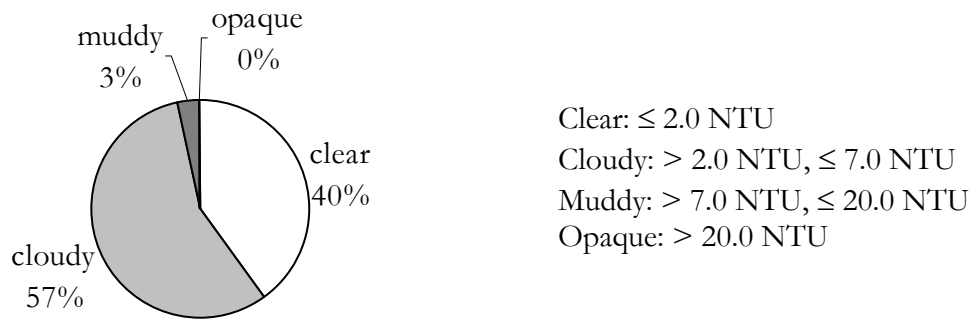 opaque
0%
muddy
3%
clear
40%
cloudy
57%
Clear: ≤ 2.0 NTU
Cloudy: > 2.0 NTU, ≤ 7.0 NTU
Muddy: > 7.0 NTU, ≤ 20.0 NTU
Opaque: > 20.0 NTU